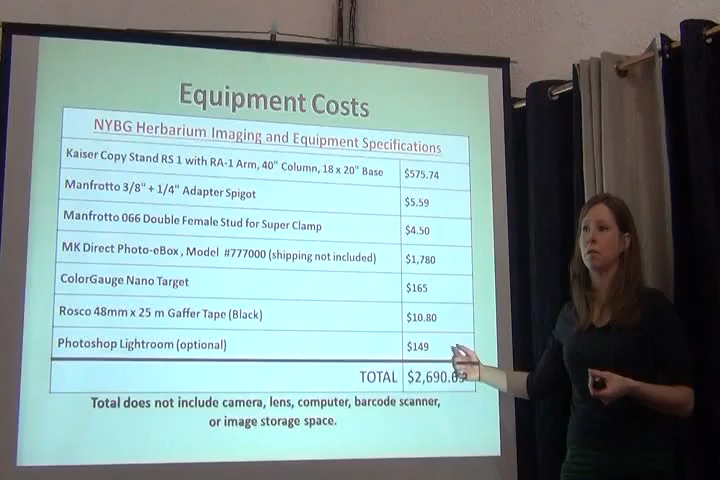 Equipment Costs
NYBG Herbarium Imaging and Equipment Specifications
Kaiser Copy Stand RS 1 with RA-1 Arm, 40" Column, 18 x 20" Base $575.74
Manfrotto 3/8" + 1/4" Adapter Spigot $5.59
Manfrotto 066 Double Female Stud for Super Clamp $4.50
MK Direct Photo-eBox , Model #777000 (shipping not included) $1,780
ColorGauge Nano Target $165
Rosco 48mm x 25 m Gaffer Tape (Black) $10.80
Photoshop Lightroom (optional) $149
TOTAL
Total does not include camera, lens, computer, barcode scanner,
or image storage space.